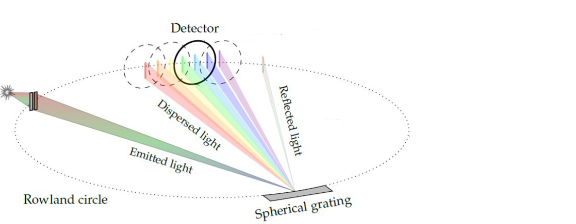 Detector
Dispersed light
Reflected light
Emitted light
Rowland circle
Spherical grating